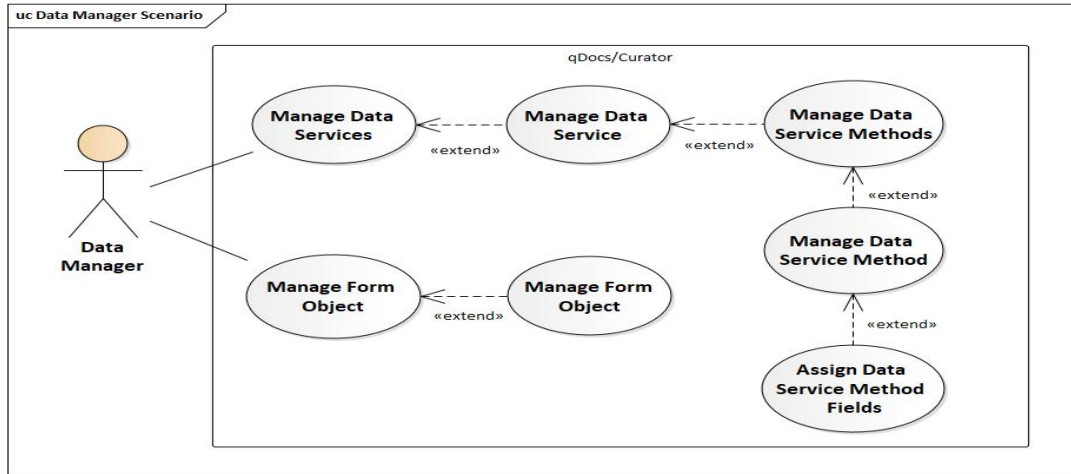 uc Data Manager Scenario
qDocs/Curator
Manage Data
Services
«extend»
Manage Data
Service
«extend»
Manage Data
Service Methods
«extend»
Data
Manager
Manage Data
Service Method
Manage Form
Object
«extend»
Manage Form
Object
«extend»
Assign Data
Service Method
Fields